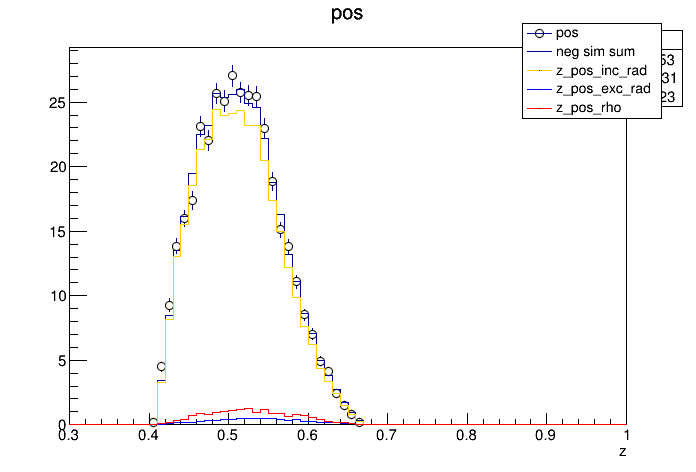 pos
pos
neg sim sum
53
z_pos_inc_rad
31
z_pos_exc_rad
23
z_pos_rho
25
20
15
10
5
0
0.3 0.4 0.5 0.6 0.7 0.8 0.9 1
z